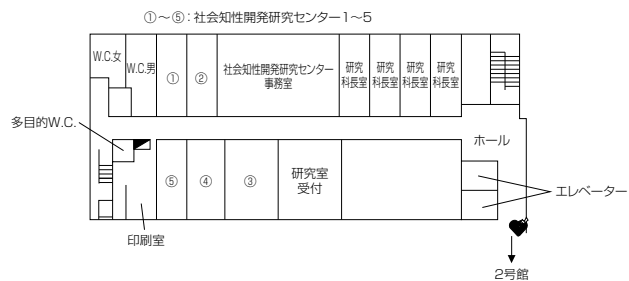 ①～⑤：社会知性開発研究センター1～5
W.C.女
W.C.男
①
②
社会知性開発研究センター
事務室
研究
科長室
研究
科長室
研究
科長室
研究
科長室
多目的W.C.
ホール
⑤
④
③
研究室
受付
エレベーター
印刷室
2号館